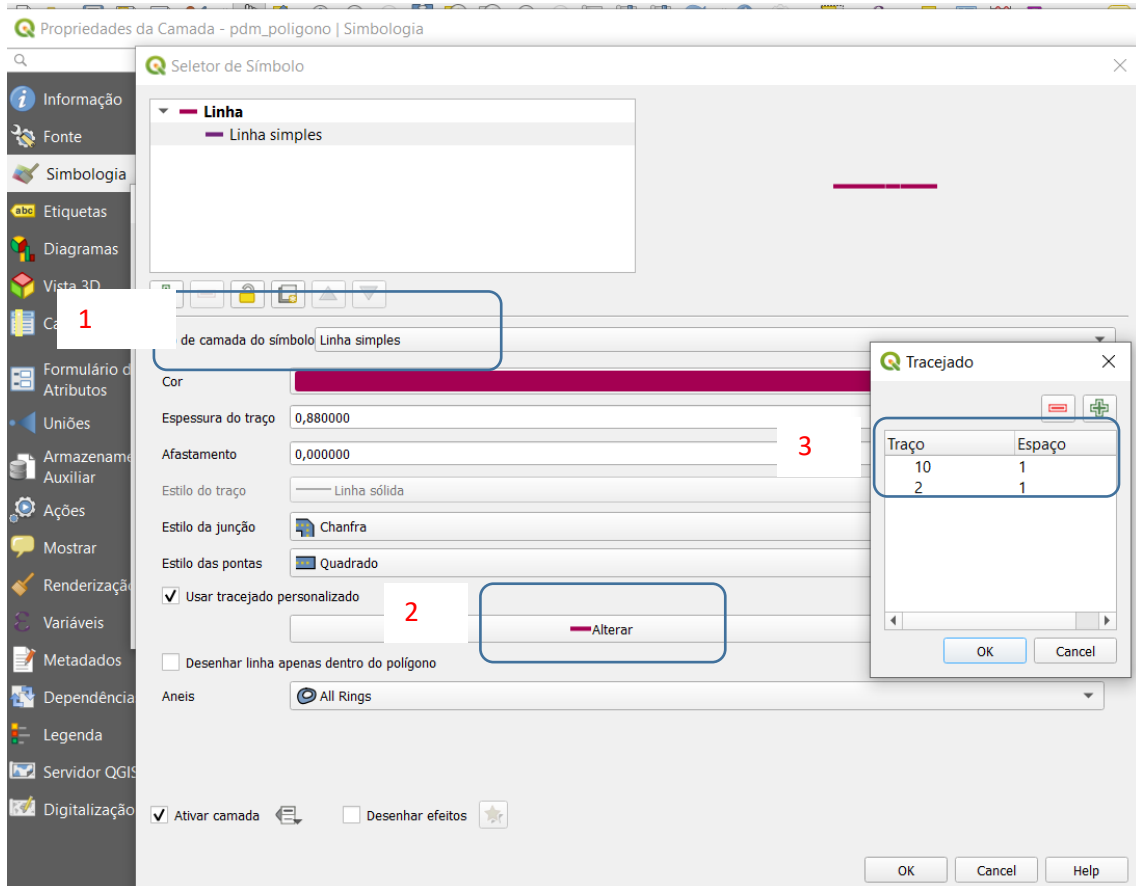 Propriedades da Camada - pdm_poligono | Simbologia
Seletor de Símbolo
Informação
Fonte
Simbologia
Etiquetas
Diagramas
Vista 3D
Formulário d
Atributos
Uniões
Armazename
Auxiliar
Ações
Mostrar
Renderização
Variáveis
Metadados
Dependência
Legenda
Servidor QGIS
Digitalização
abc
Linha
Linha simples
1
de camada do símbolo Linha simples
Cor
Espessura do traço 0,880000
Afastamento 0,000000
Estilo do traço Linha sólida
Estilo da junção Chanfra
Estilo das pontas Quadrado
Usar tracejado personalizado
2
Alterar
Desenhar linha apenas dentro do polígono
Aneis All Rings
Ativar camada Desenhar efeitos
OK Cancel Help
3
Tracejado
Traço Espaço
10 1
2 1
OK Cancel